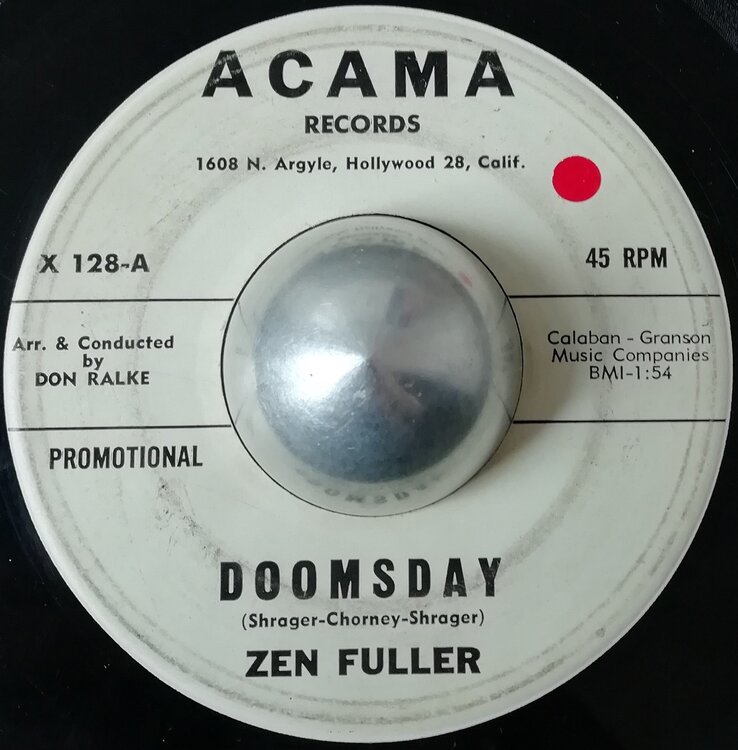 ACAMA
RECORDS
1608 N. Argyle, Hollywood 28, Calif.
X 128-A
45 RPM
Arr. & Conducted
by
DON RALKE
Calaban - Granson
Music Companies
BMI-1:54
PROMOTIONAL
DOOMSDAY
(Shrager-Chorney-Shrager)
ZEN FULLER